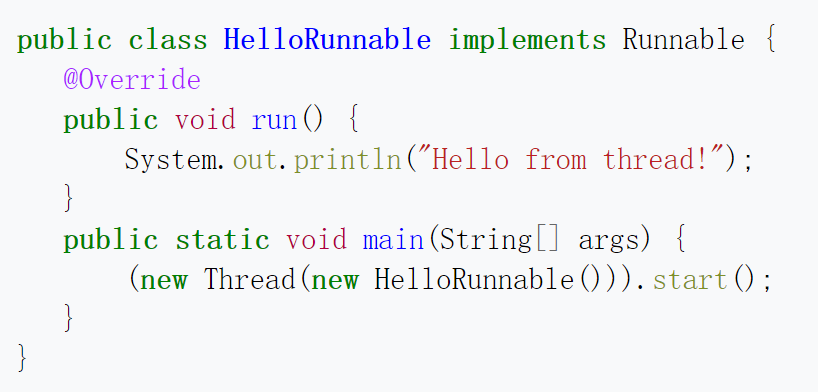 public class HelloRunnable implements Runnable {
   @Override
   public void run() {
       System.out.println("Hello from thread!");
   }
   public static void main(String[] args) {
       (new Thread(new HelloRunnable())).start();
   }
}